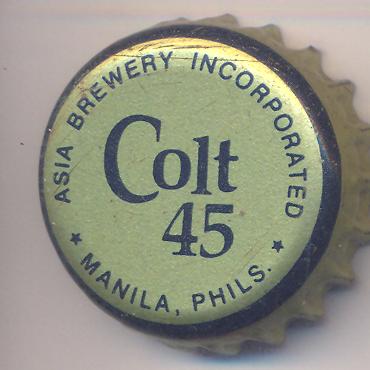 ASIA BREWERY INCORPORATED
Colt
45
★ MANILA, PHILS. ★